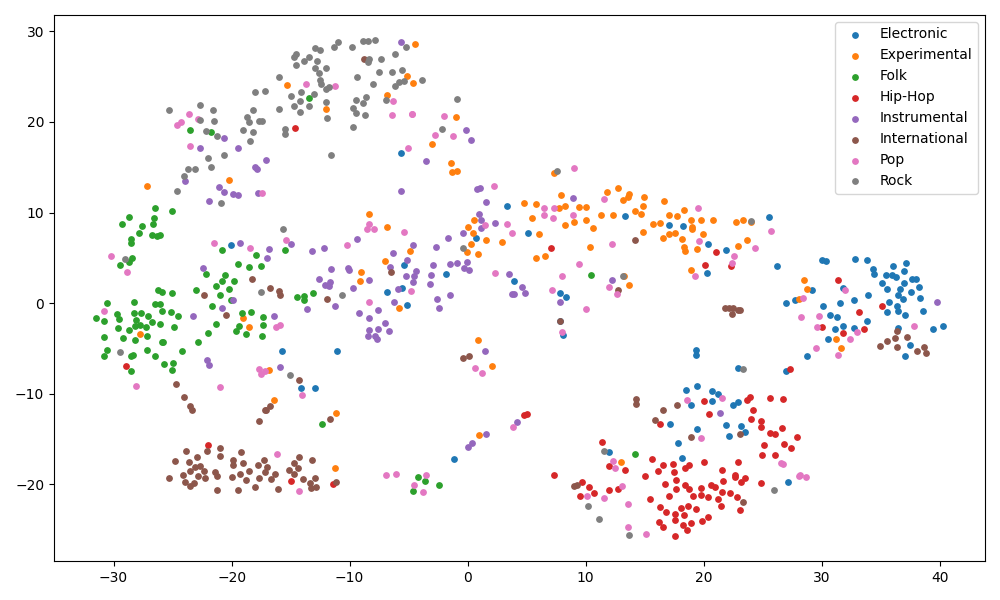 30
20
10
0
−10
−20
−30
−20
−10
0
10
20
30
40
Electronic
Experimental
Folk
Hip-Hop
Instrumental
International
Pop
Rock